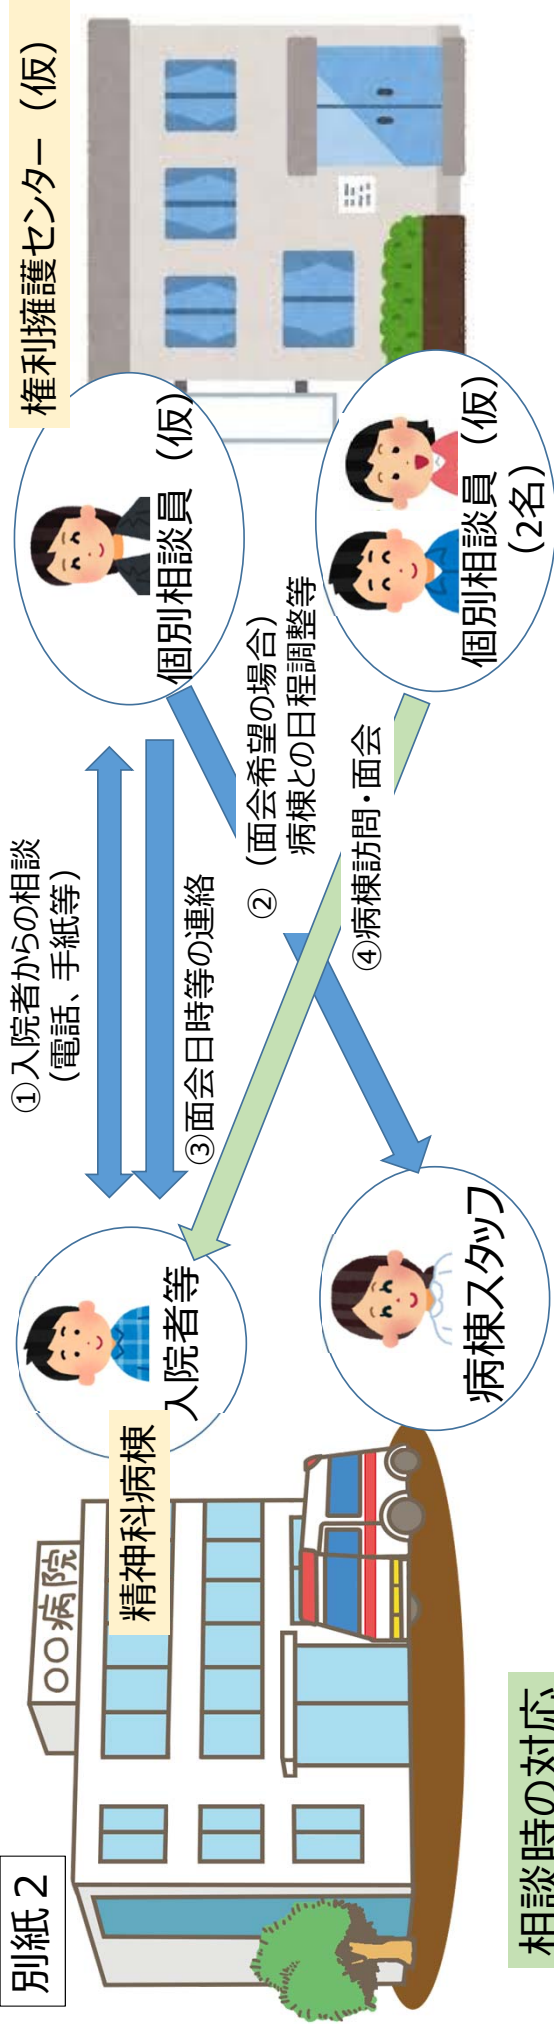 別紙２
〇〇病院
精神科病棟
入院者等
病棟スタッフ
①入院者からの相談
（電話、手紙等）
③面会日時等の連絡
②（面会希望の場合）
病棟との日程調整等
④病棟訪問・面会
権利擁護センター（仮）
個別相談員（仮）
個別相談員（仮）
（2名）
相談時の対応